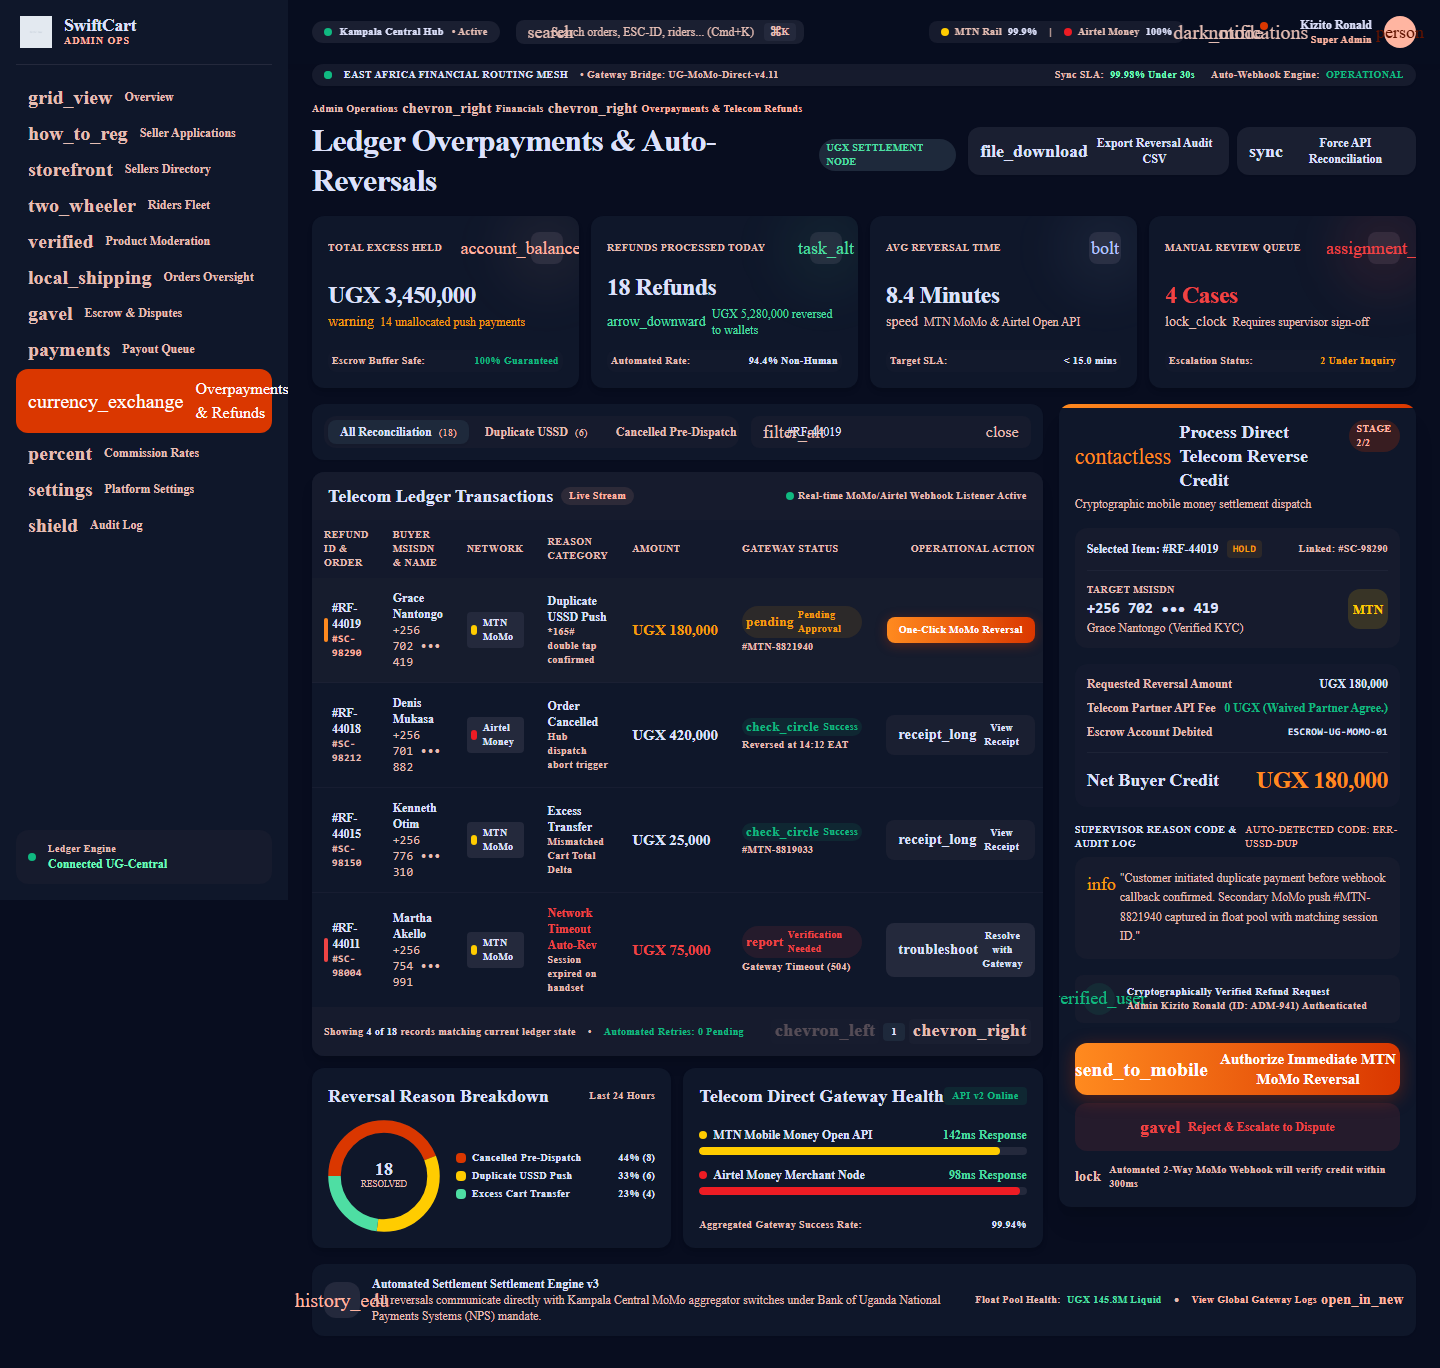 SwiftCart
ADMIN OPS
grid_view Overview
how_to_reg Seller Applications
storefront Sellers Directory
two_wheeler Riders Fleet
verified Product Moderation
local_shipping Orders Oversight
gavel Escrow & Disputes
payments Payout Queue
currency_exchange Overpayments & Refunds
percent Commission Rates
settings Platform Settings
shield Audit Log
Ledger Engine
Connected UG-Central
Kampala Central Hub • Active
search Search orders, ESC-ID, riders... (Cmd+K) ⌘K
MTN Rail 99.9% | Airtel Money 100%
dark_mode notifications
Kizito Ronald
Super Admin
person
EAST AFRICA FINANCIAL ROUTING MESH • Gateway Bridge: UG-MoMo-Direct-v4.11
Sync SLA: 99.98% Under 30s Auto-Webhook Engine: OPERATIONAL
Admin Operations chevron_right Financials chevron_right Overpayments & Telecom Refunds
Ledger Overpayments & Auto-
Reversals
UGX SETTLEMENT
NODE
file_download Export Reversal Audit
CSV
sync Force API
Reconciliation
TOTAL EXCESS HELD account_balance
UGX 3,450,000
warning 14 unallocated push payments
Escrow Buffer Safe: 100% Guaranteed
REFUNDS PROCESSED TODAY task_alt
18 Refunds
arrow_downward UGX 5,280,000 reversed
to wallets
Automated Rate: 94.4% Non-Human
AVG REVERSAL TIME bolt
8.4 Minutes
speed MTN MoMo & Airtel Open API
Target SLA: < 15.0 mins
MANUAL REVIEW QUEUE assignment_
4 Cases
lock_clock Requires supervisor sign-off
Escalation Status: 2 Under Inquiry
All Reconciliation (18) Duplicate USSD (6) Cancelled Pre-Dispatch
filter_alt #RF-44019 close
Telecom Ledger Transactions Live Stream
Real-time MoMo/Airtel Webhook Listener Active
REFUND
ID &
ORDER
BUYER
MSISDN
& NAME
NETWORK
REASON
CATEGORY
AMOUNT
GATEWAY STATUS
OPERATIONAL ACTION
#RF-
44019
#SC-
98290
Grace
Nantongo
+256
702 •••
419
MTN
MoMo
Duplicate
USSD Push
*165#
double tap
confirmed
UGX 180,000
pending Pending
Approval
#MTN-8821940
One-Click MoMo Reversal
#RF-
44018
#SC-
98212
Denis
Mukasa
+256
701 •••
882
Airtel
Money
Order
Cancelled
Hub
dispatch
abort trigger
UGX 420,000
check_circle Success
Reversed at 14:12 EAT
receipt_long View
Receipt
#RF-
44015
#SC-
98150
Kenneth
Otim
+256
776 •••
310
MTN
MoMo
Excess
Transfer
Mismatched
Cart Total
Delta
UGX 25,000
check_circle Success
#MTN-8819033
receipt_long View
Receipt
#RF-
44011
#SC-
98004
Martha
Akello
+256
754 •••
991
MTN
MoMo
Network
Timeout
Auto-Rev
Session
expired on
handset
UGX 75,000
report Verification
Needed
Gateway Timeout (504)
troubleshoot Resolve
with
Gateway
Showing 4 of 18 records matching current ledger state • Automated Retries: 0 Pending
chevron_left 1 chevron_right
Reversal Reason Breakdown Last 24 Hours
18
RESOLVED
Cancelled Pre-Dispatch 44% (8)
Duplicate USSD Push 33% (6)
Excess Cart Transfer 23% (4)
Telecom Direct Gateway Health API v2 Online
MTN Mobile Money Open API 142ms Response
Airtel Money Merchant Node 98ms Response
Aggregated Gateway Success Rate: 99.94%
contactless Process Direct
Telecom Reverse
Credit
STAGE
2/2
Cryptographic mobile money settlement dispatch
Selected Item: #RF-44019 HOLD Linked: #SC-98290
TARGET MSISDN
+256 702 ••• 419
Grace Nantongo (Verified KYC)
MTN
Requested Reversal Amount UGX 180,000
Telecom Partner API Fee 0 UGX (Waived Partner Agree.)
Escrow Account Debited ESCROW-UG-MOMO-01
Net Buyer Credit UGX 180,000
SUPERVISOR REASON CODE &
AUDIT LOG
AUTO-DETECTED CODE: ERR-
USSD-DUP
info "Customer initiated duplicate payment before webhook
callback confirmed. Secondary MoMo push #MTN-
8821940 captured in float pool with matching session
ID."
verified_user Cryptographically Verified Refund Request
Admin Kizito Ronald (ID: ADM-941) Authenticated
send_to_mobile Authorize Immediate MTN
MoMo Reversal
gavel Reject & Escalate to Dispute
lock Automated 2-Way MoMo Webhook will verify credit within
300ms
history_edu Automated Settlement Settlement Engine v3
All reversals communicate directly with Kampala Central MoMo aggregator switches under Bank of Uganda National
Payments Systems (NPS) mandate.
Float Pool Health: UGX 145.8M Liquid • View Global Gateway Logs open_in_new